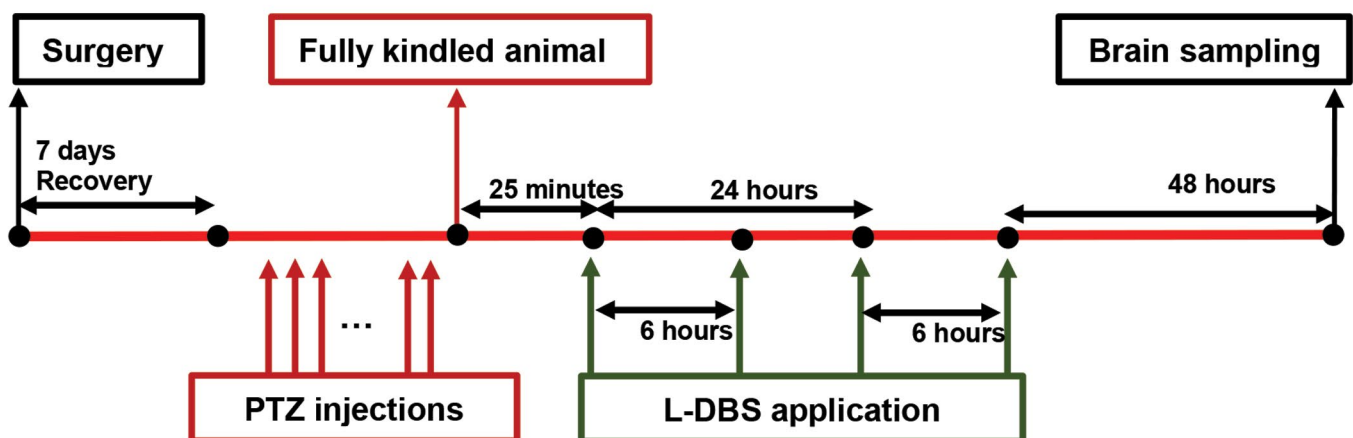 Surgery
Fully kindled animal
Brain sampling
7 days
Recovery
25 minutes
24 hours
48 hours
...
6 hours
6 hours
PTZ injections
L-DBS application